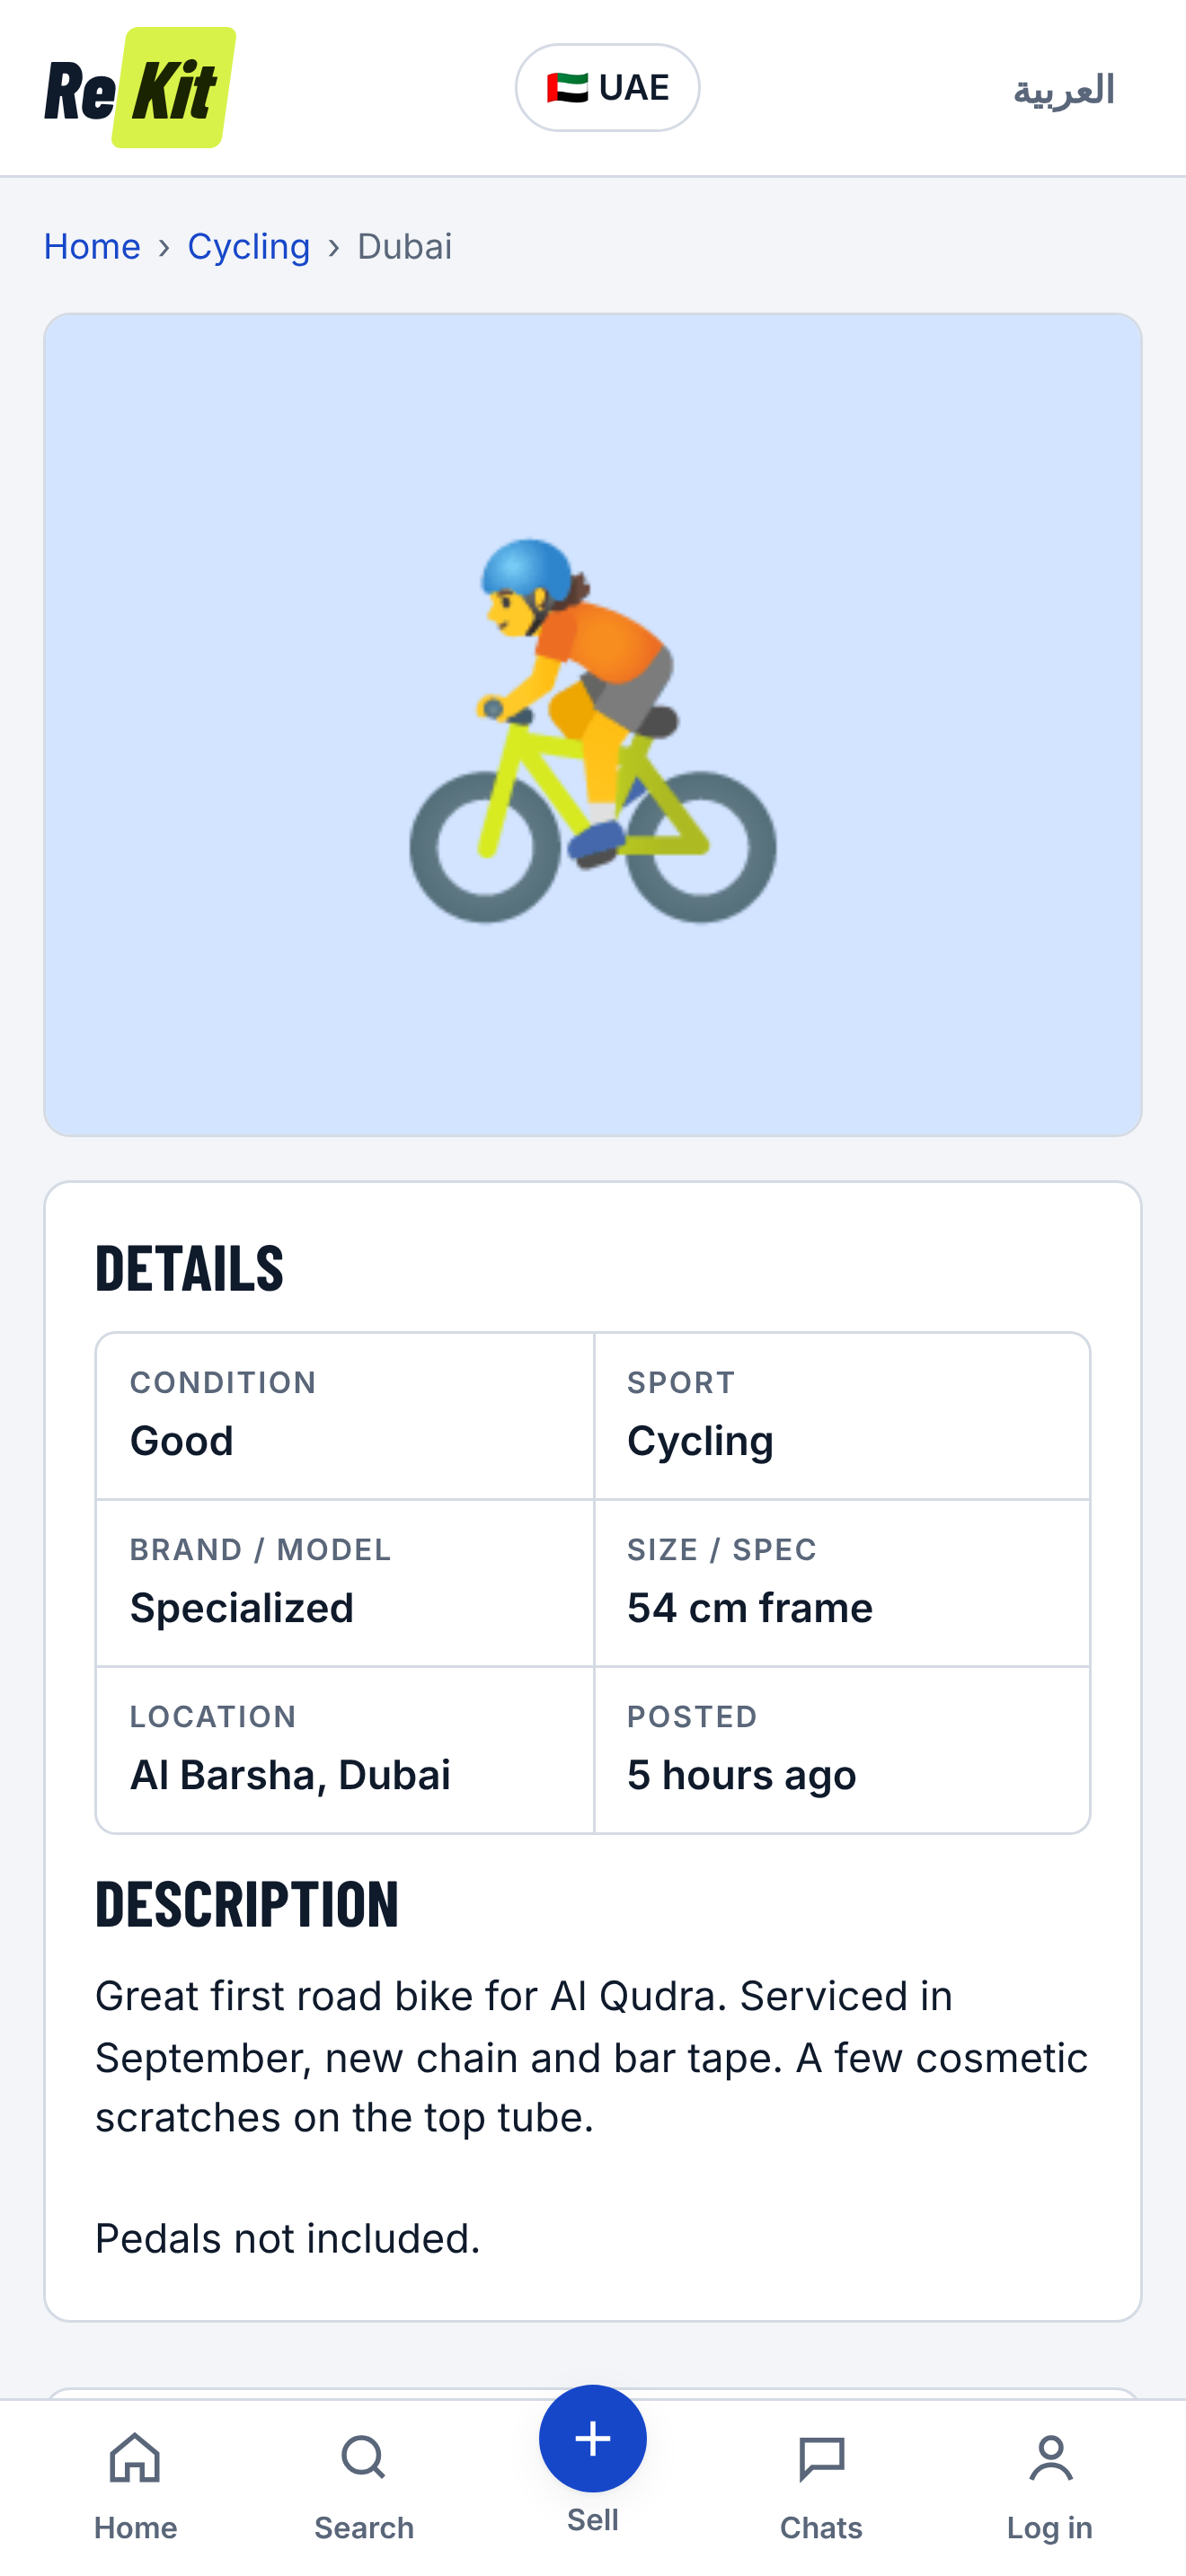 Re Kit
UAE
العربية
Home › Cycling › Dubai
DETAILS
CONDITION
Good
SPORT
Cycling
BRAND / MODEL
Specialized
SIZE / SPEC
54 cm frame
LOCATION
Al Barsha, Dubai
POSTED
5 hours ago
DESCRIPTION
Great first road bike for Al Qudra. Serviced in
September, new chain and bar tape. A few cosmetic
scratches on the top tube.
Pedals not included.
Home
Search
Sell
Chats
Log in